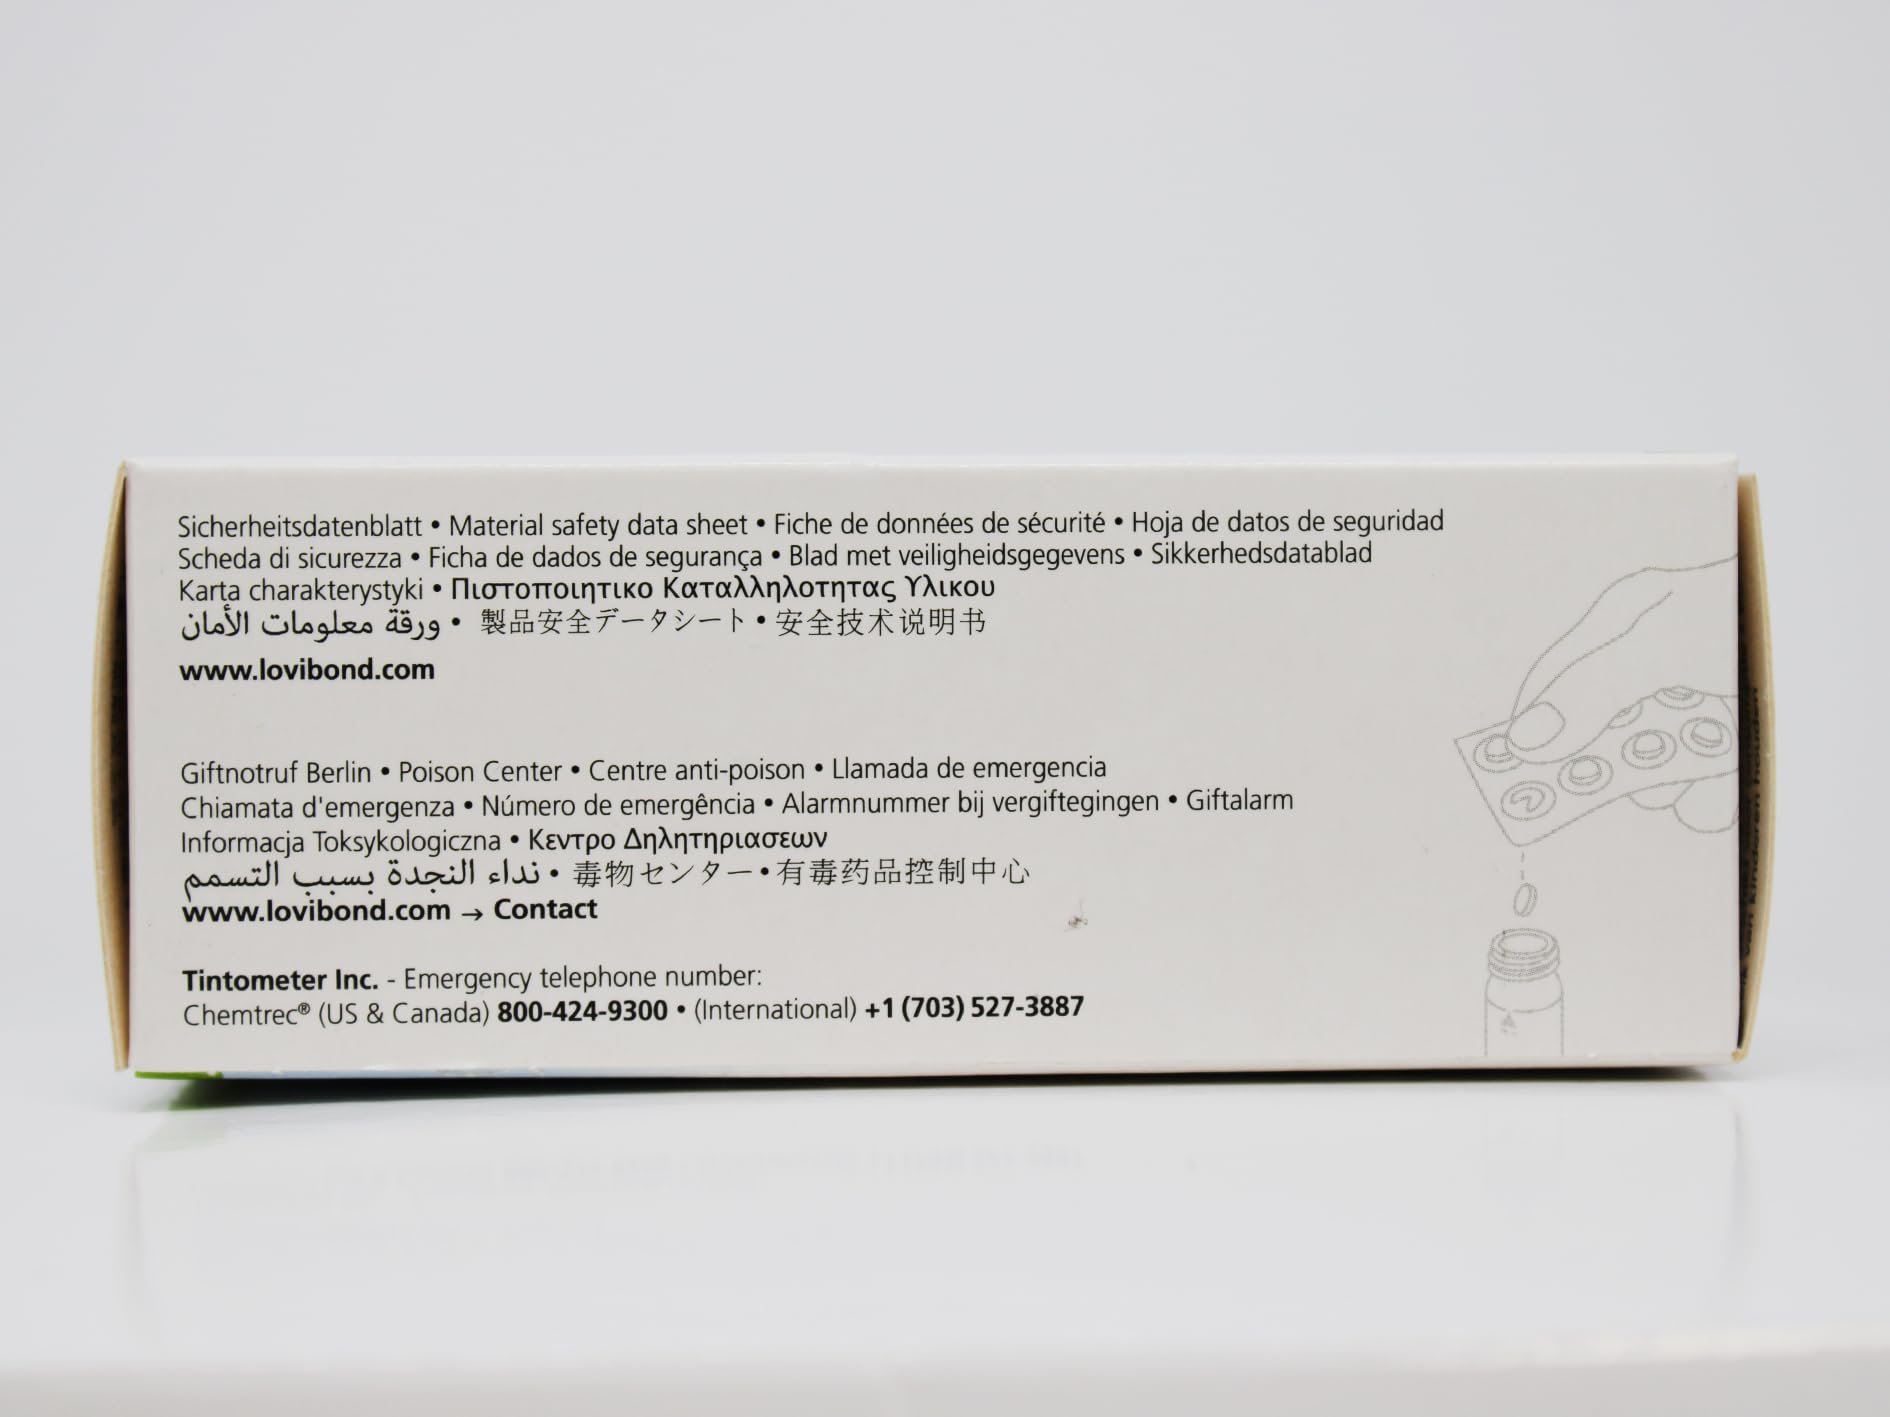 Sicherheitsdatenblatt • Material safety data sheet • Fiche de données de sécurité • Hoja de datos de seguridad
Scheda di sicurezza • Ficha de dados de segurança • Blad met veiligheidsgegevens • Sikkerhedsdatablad
Karta charakterystyki • Πιστοποιητικο Καταλληλοτητας Υλικου
ورقة معلومات الأمان • 製品安全データシート • 安全技术说明书
www.lovibond.com
Giftnotruf Berlin • Poison Center • Centre anti-poison • Llamada de emergencia
Chiamata d'emergenza • Número de emergência • Alarmnummer bij vergiftegingen • Giftalarm
Informacja Toksykologiczna • Κεντρο Δηλητηριασεων
نداء النجدة بسبب التسمم • 毒物センター • 有毒药品控制中心
www.lovibond.com → Contact
Tintometer Inc. - Emergency telephone number:
Chemtrec® (US & Canada) 800-424-9300 • (International) +1 (703) 527-3887